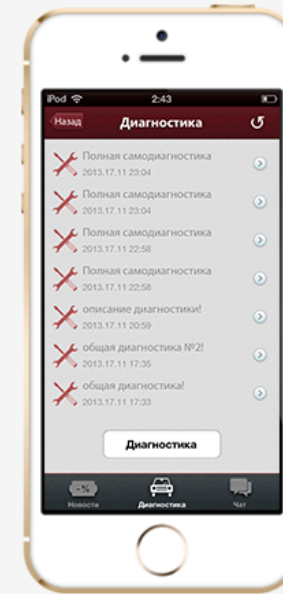 iPod 2:43
Назад Диагностика
Полная самодиагностика
2013.17.11 23:04
Полная самодиагностика
2013.17.11 23:04
Полная самодиагностика
2013.17.11 22:58
Полная самодиагностика
2013.17.11 22:58
описание диагностики!
2013.17.11 20:59
общая диагностика №2!
2013.17.11 17:35
общая диагностика!
2013.17.11 17:33
Диагностика
-%
Новости Диагностика Чат